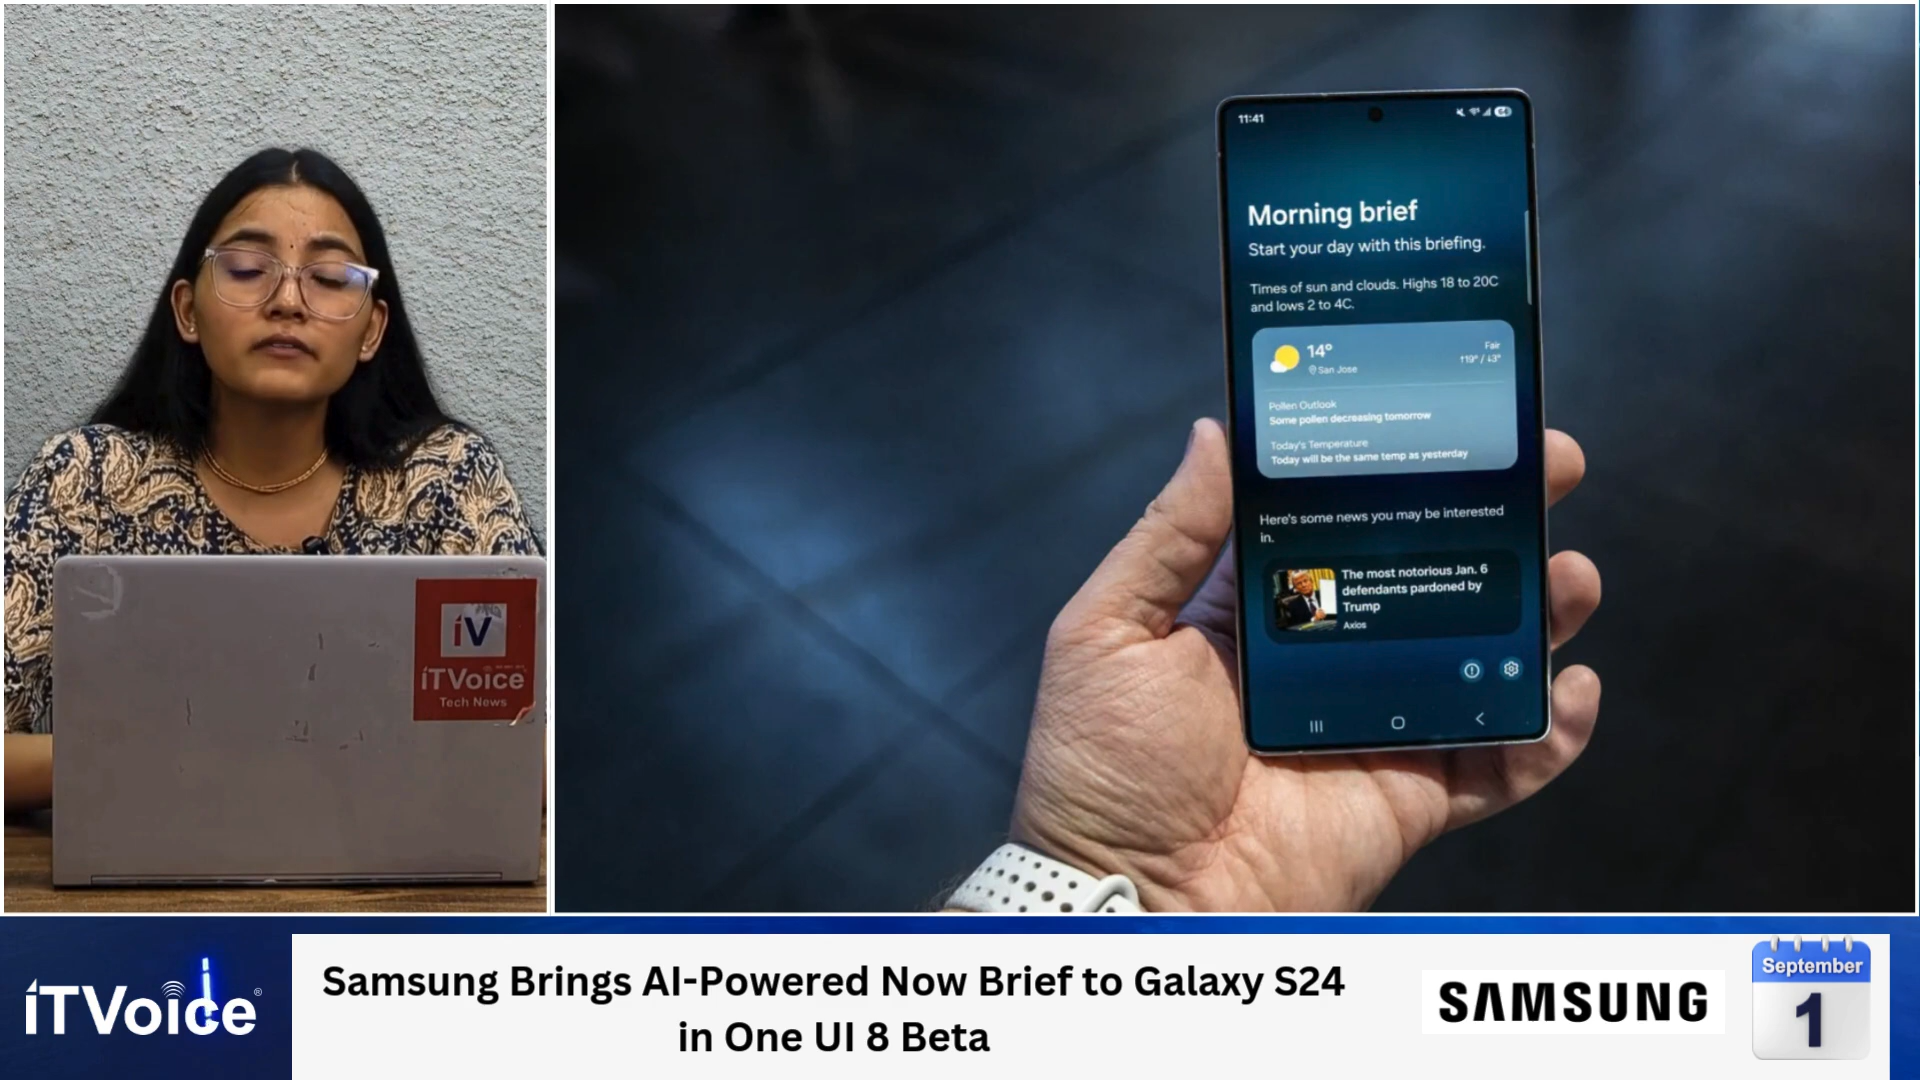 iV
iTVoice
Tech News
11:41
64
Morning brief
Start your day with this briefing.
Times of sun and clouds. Highs 18 to 20C
and lows 2 to 4C.
14°
San Jose
Fair
↑19° / ↓3°
Pollen Outlook
Some pollen decreasing tomorrow
Today's Temperature
Today will be the same temp as yesterday
Here's some news you may be interested
in.
The most notorious Jan. 6
defendants pardoned by
Trump
Axios
iTVoice®
Samsung Brings AI-Powered Now Brief to Galaxy S24
in One UI 8 Beta
SAMSUNG
September
1